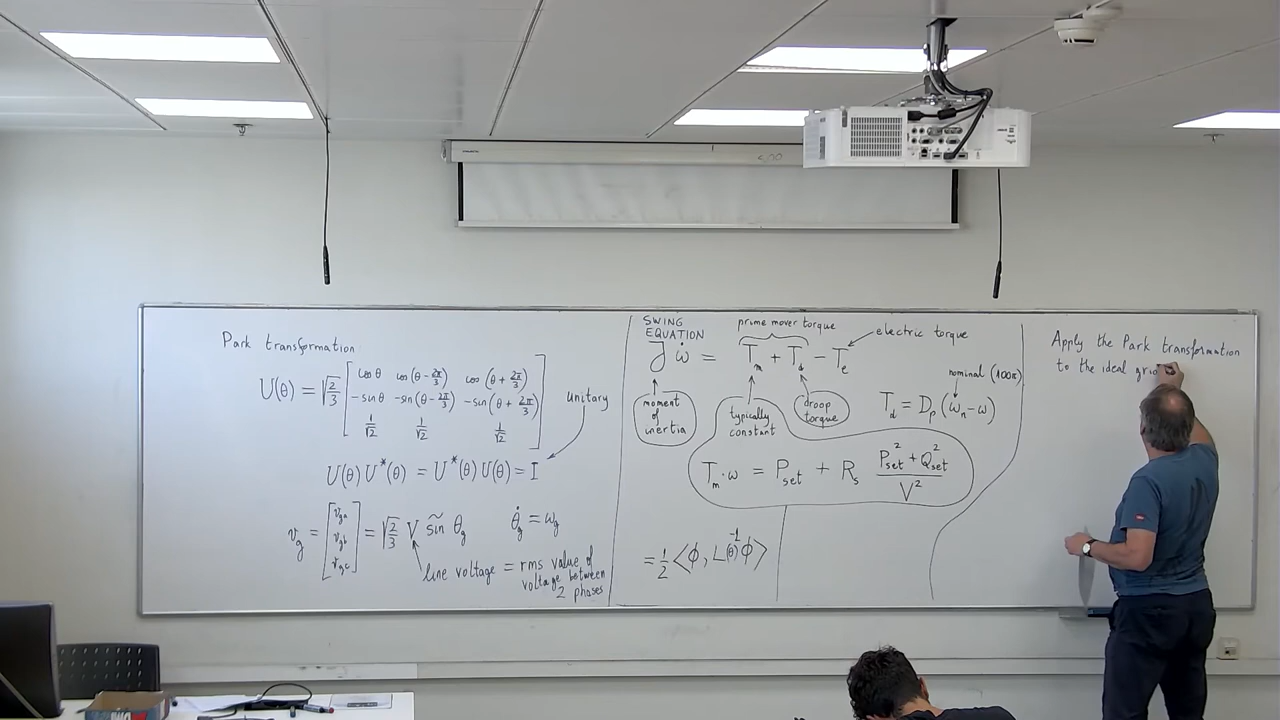 Park transformation
U(θ) = √2/3 [cos θ cos(θ - 2π/3) cos(θ + 2π/3)
-sin θ -sin(θ - 2π/3) -sin(θ + 2π/3)
1/√2 1/√2 1/√2]
unitary
U(θ) U*(θ) = U*(θ) U(θ) = I
v_g = [v_ga v_gb v_gc] = √2/3 V s̃in θ_g θ̇_g = ω_g
line voltage = rms value of
voltage between
2 phases
SWING
EQUATION
prime mover torque
electric torque
J ω̇ = T_m + T_d - T_e
moment
of
inertia
typically
constant
droop
torque
nominal (100π)
T_d = D_p (ω_n - ω)
T_m · ω = P_set + R_s (P_set² + Q_set²)/V²
= 1/2 ⟨ϕ, L(θ)⁻¹ ϕ⟩
Apply the Park transformation
to the ideal grid